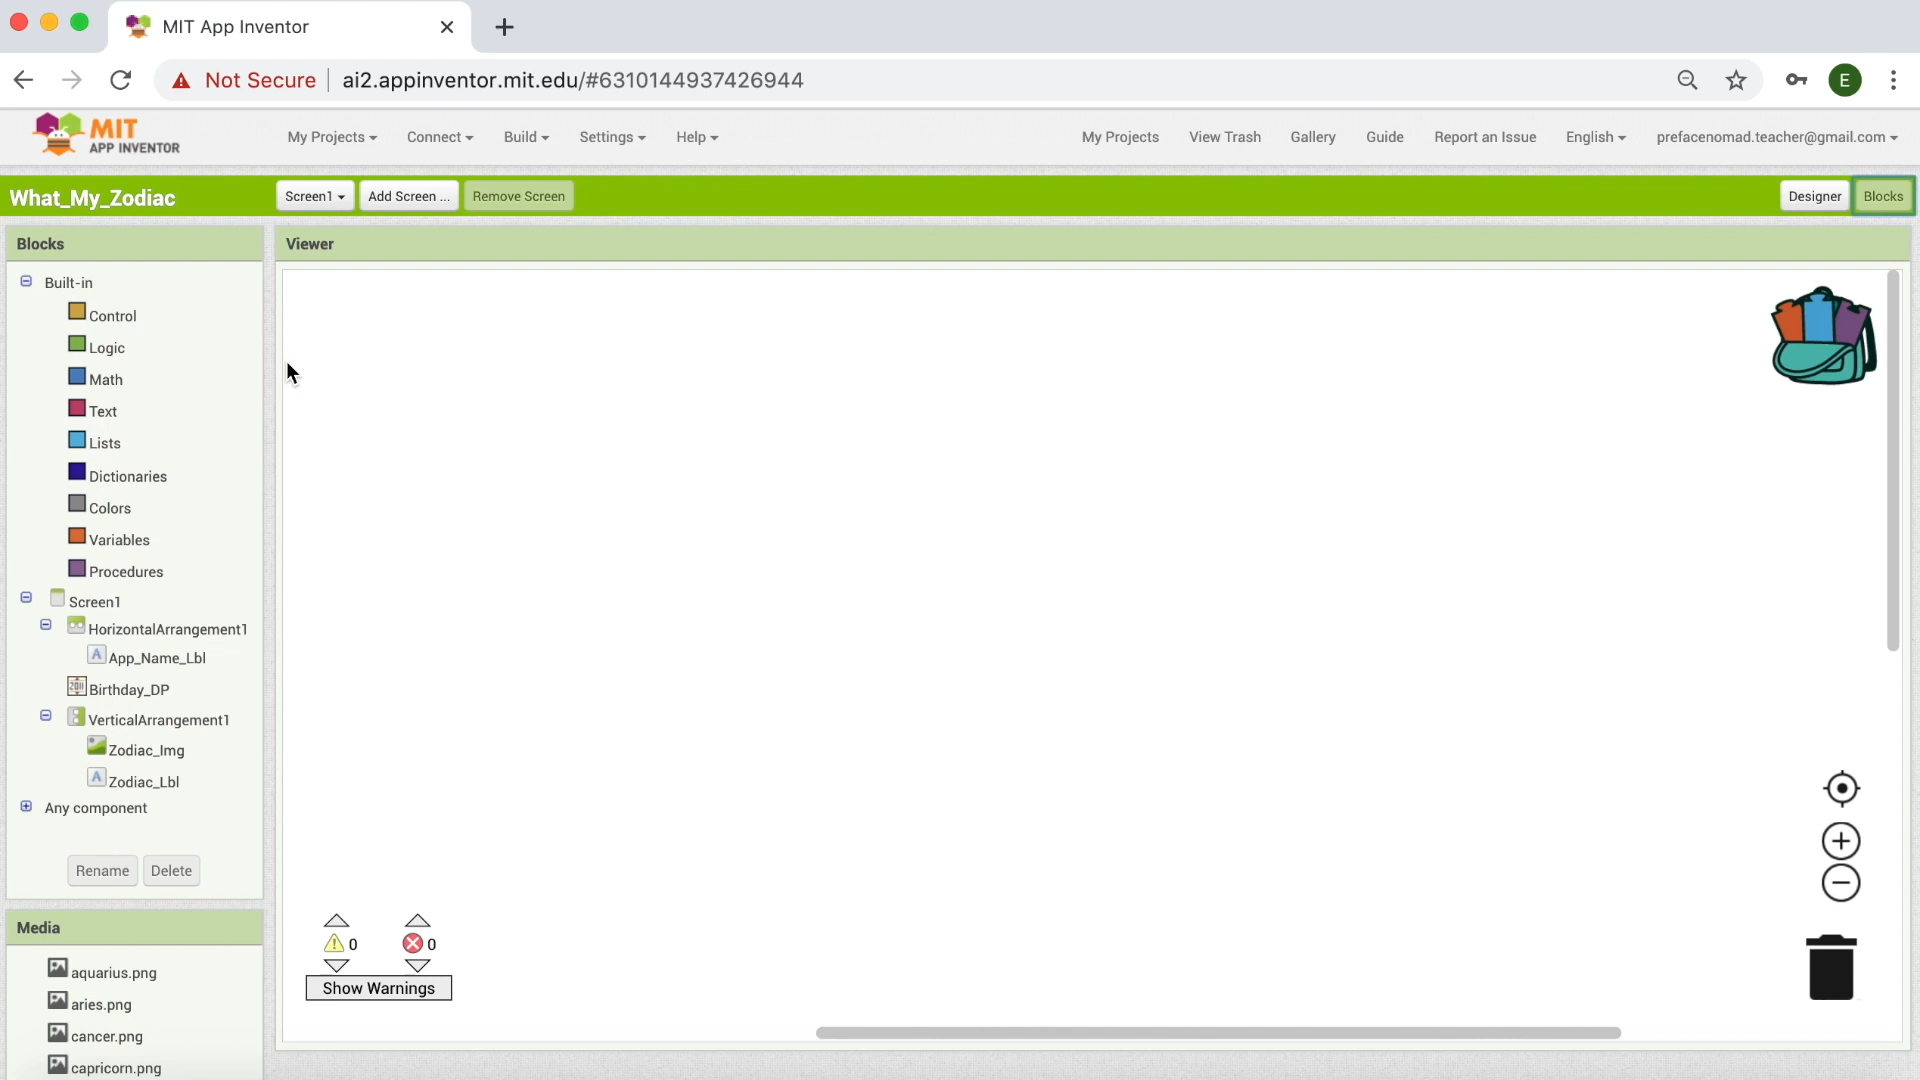 MIT App Inventor
Not Secure
ai2.appinventor.mit.edu/#6310144937426944
E
MIT
APP INVENTOR
My Projects
Connect
Build
Settings
Help
My Projects
View Trash
Gallery
Guide
Report an Issue
English
prefacenomad.teacher@gmail.com
What_My_Zodiac
Screen1
Add Screen ...
Remove Screen
Designer
Blocks
Blocks
Viewer
Built-in
Control
Logic
Math
Text
Lists
Dictionaries
Colors
Variables
Procedures
Screen1
HorizontalArrangement1
A
App_Name_Lbl
2011
Birthday_DP
VerticalArrangement1
Zodiac_Img
A
Zodiac_Lbl
Any component
Rename
Delete
0
0
Show Warnings
Media
aquarius.png
aries.png
cancer.png
capricorn.png